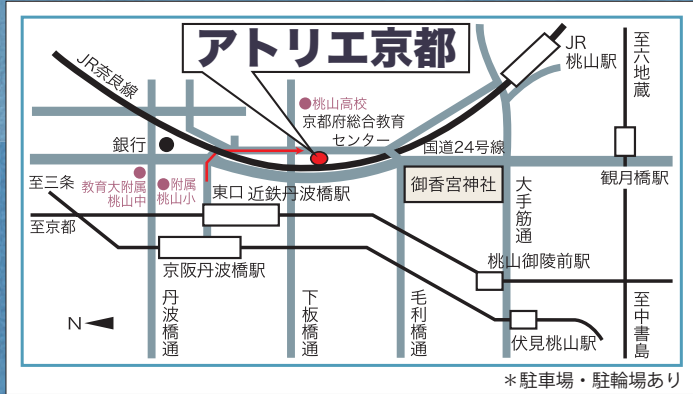 アトリエ京都
JR奈良線
JR
桃山駅
至六地蔵
桃山高校
京都府総合教育
センター
銀行
国道24号線
観月橋駅
教育大附属
桃山中
附属
桃山小
至三条
東口
近鉄丹波橋駅
御香宮神社
大手筋通
至京都
京阪丹波橋駅
桃山御陵前駅
丹波橋通
下板橋通
毛利橋通
至中書島
N
伏見桃山駅
＊駐車場・駐輪場あり